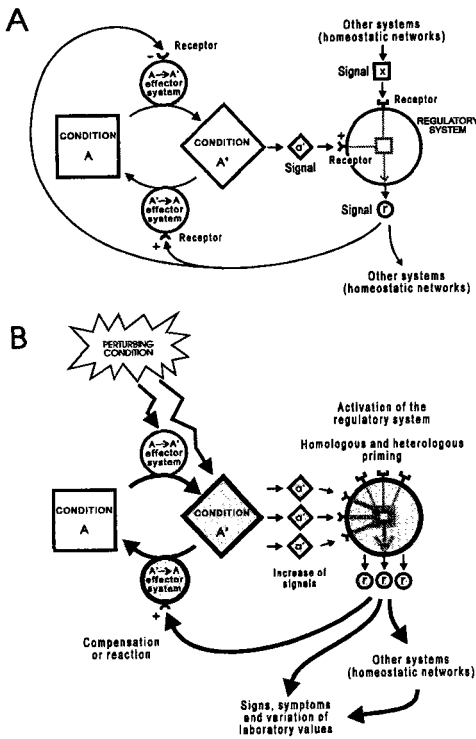 A
Other systems
(homeostatic networks)
Signal x
Receptor
REGULATORY
SYSTEM
Receptor
-
A→A'
effector
system
CONDITION
A
CONDITION
A'
a'
Signal
+
Receptor
A'→A
effector
system
+
Receptor
Signal r
Other systems
(homeostatic networks)
B
PERTURBING
CONDITION
Activation of the
regulatory system
Homologous and heterologous
priming
A→A'
effector
system
CONDITION
A
CONDITION
A'
a'
a'
a'
Increase of
signals
r r r
A'→A
effector
system
+
Compensation
or reaction
Other systems
(homeostatic networks)
Signs, symptoms
and variation of
laboratory values